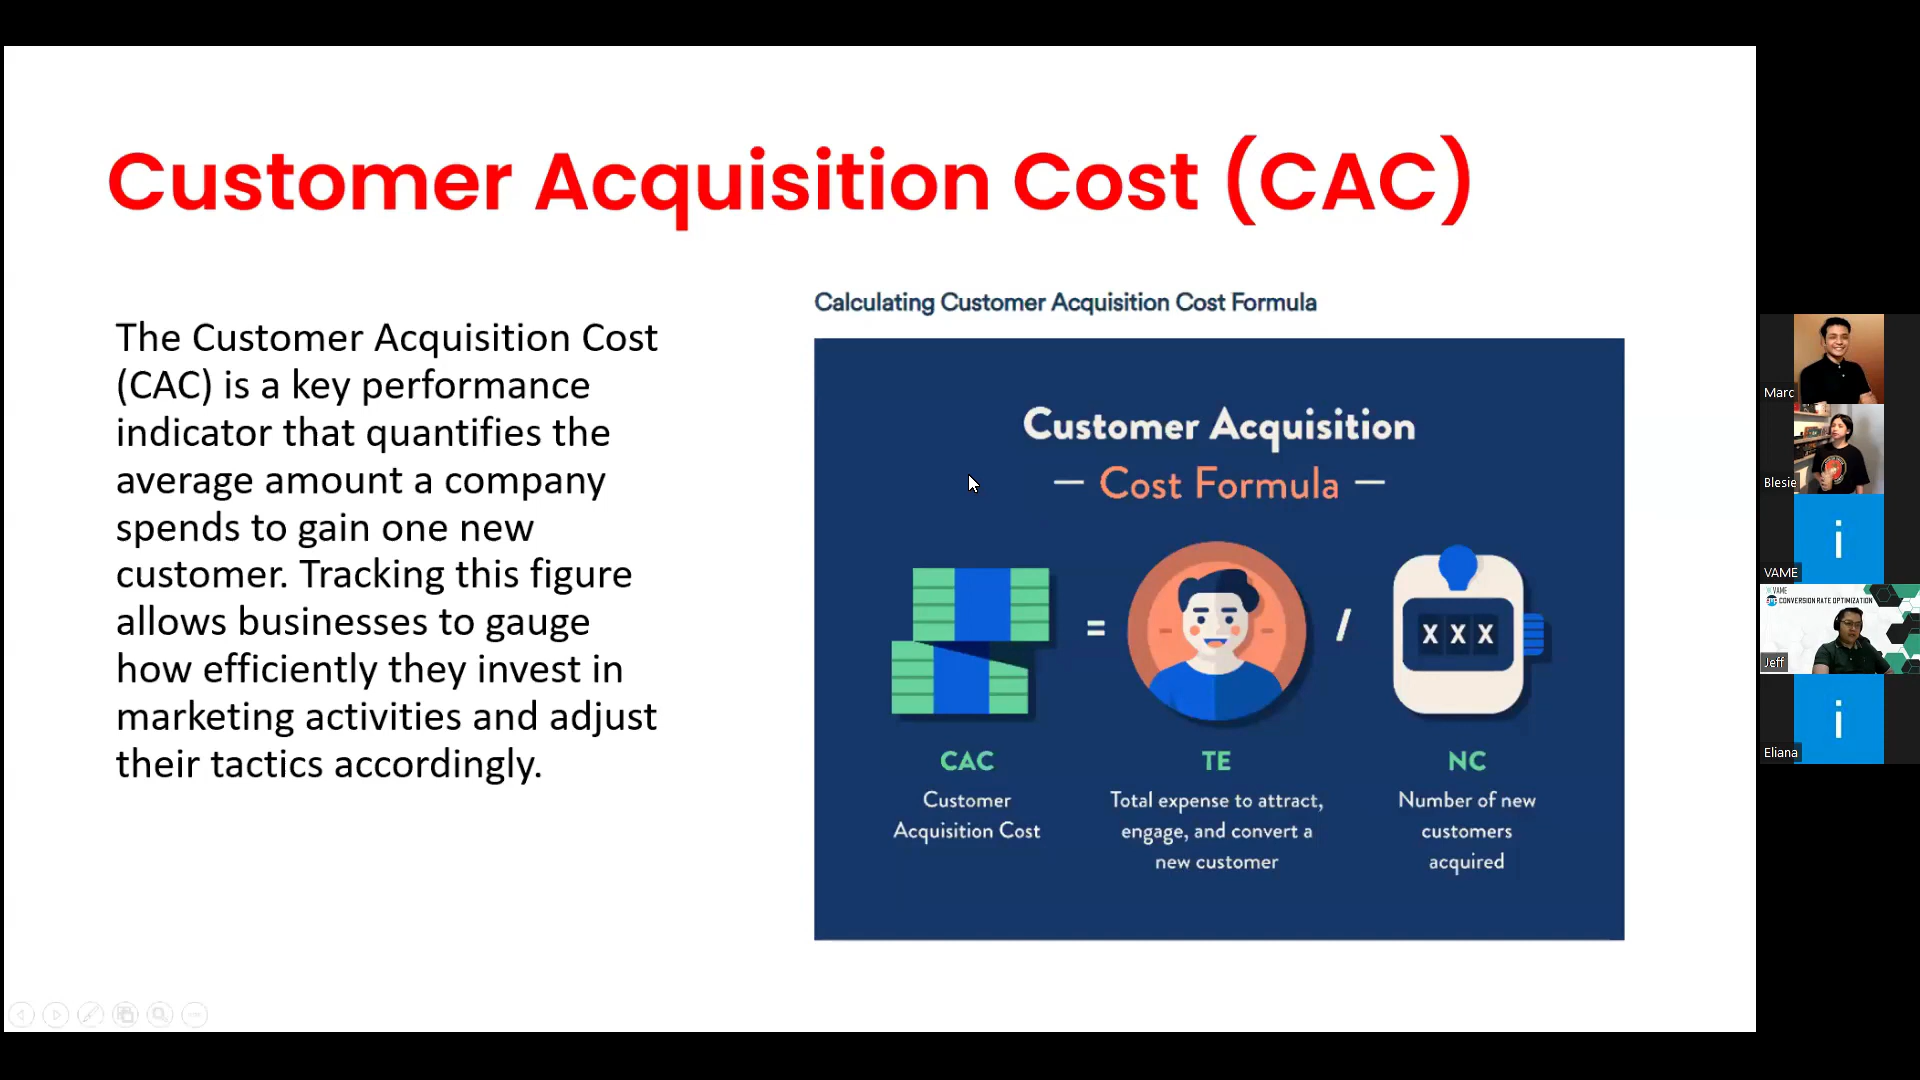 Customer Acquisition Cost (CAC)
The Customer Acquisition Cost
(CAC) is a key performance
indicator that quantifies the
average amount a company
spends to gain one new
customer. Tracking this figure
allows businesses to gauge
how efficiently they invest in
marketing activities and adjust
their tactics accordingly.
Calculating Customer Acquisition Cost Formula
Customer Acquisition
— Cost Formula —
= / X X X
CAC
Customer
Acquisition Cost
TE
Total expense to attract,
engage, and convert a
new customer
NC
Number of new
customers
acquired
Marc
Blesie
i
VAME
VAME
CONVERSION RATE OPTIMIZATION
Jeff
i
Eliana